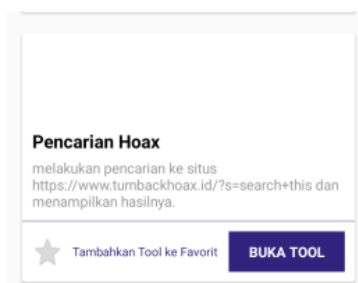 Pencarian Hoax
melakukan pencarian ke situs
https://www.turnbackhoax.id/?s=search+this dan
menampilkan hasilnya.
Tambahkan Tool ke Favorit
BUKA TOOL